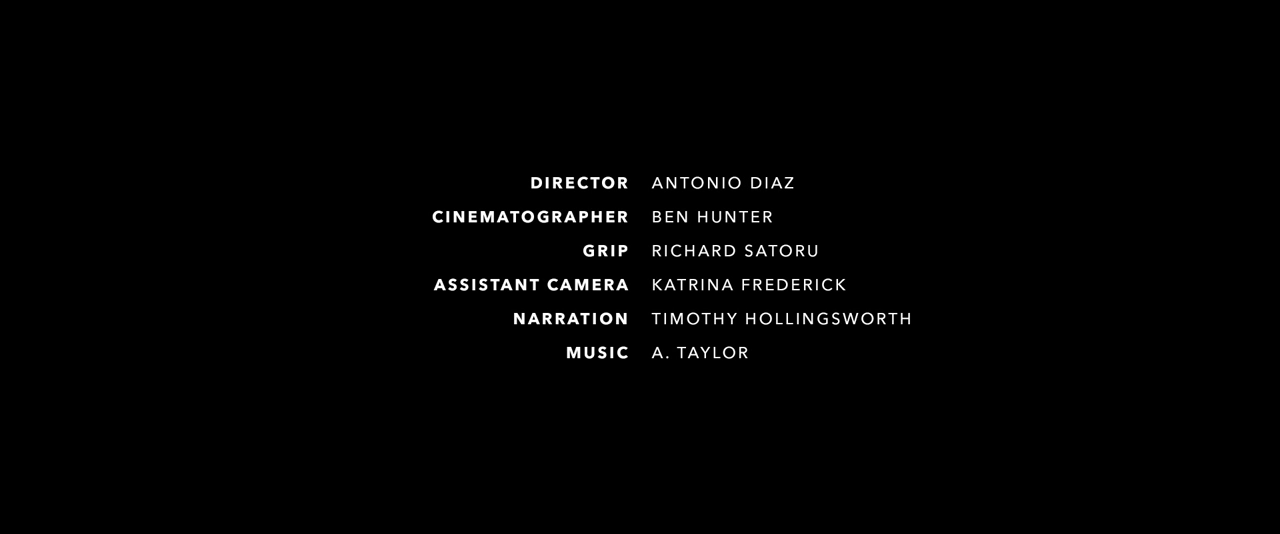 DIRECTOR ANTONIO DIAZ
CINEMATOGRAPHER BEN HUNTER
GRIP RICHARD SATORU
ASSISTANT CAMERA KATRINA FREDERICK
NARRATION TIMOTHY HOLLINGSWORTH
MUSIC A. TAYLOR